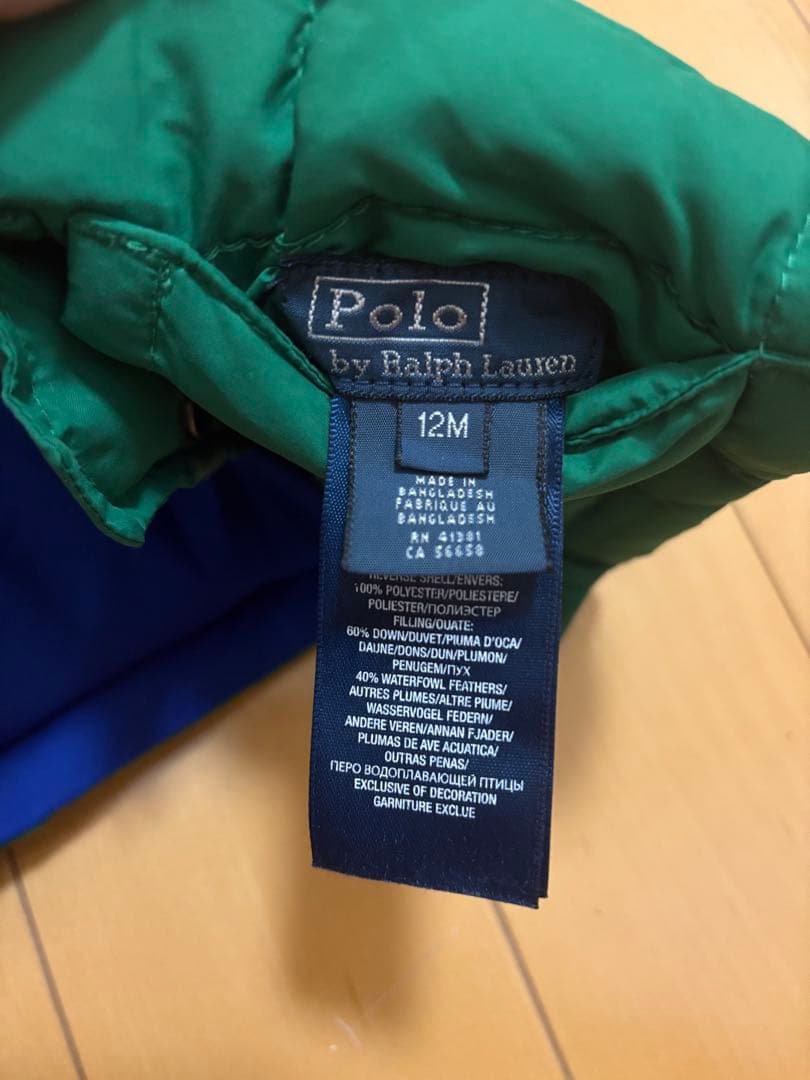 Polo
by Ralph Lauren
12M
MADE IN
BANGLADESH
FABRIQUE AU
BANGLADESH
RN 41381
CA 56658
REVERSE SHELL/ENVERS:
100% POLYESTER/POLIESTERE/
POLIESTER/ПОЛИЭСТЕР
FILLING/OUATE:
60% DOWN/DUVET/PIUMA D'OCA/
DAUNE/DONS/DUN/PLUMON/
PENUGEM/ПУХ
40% WATERFOWL FEATHERS/
AUTRES PLUMES/ALTRE PIUME/
WASSERVOGEL FEDERN/
ANDERE VEREN/ANNAN FJADER/
PLUMAS DE AVE ACUATICA/
OUTRAS PENAS/
ПЕРО ВОДОПЛАВАЮЩЕЙ ПТИЦЫ
EXCLUSIVE OF DECORATION
GARNITURE EXCLUE